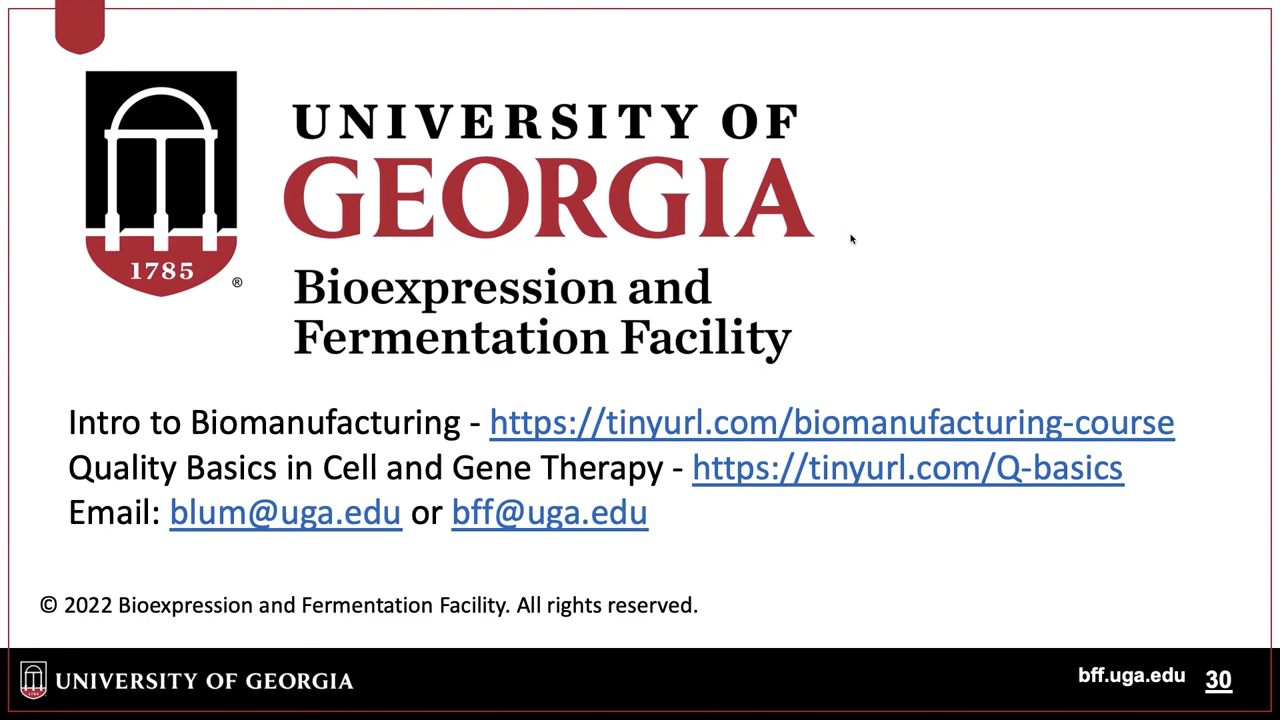 UNIVERSITY OF
GEORGIA
1785
®
Bioexpression and
Fermentation Facility
Intro to Biomanufacturing - https://tinyurl.com/biomanufacturing-course
Quality Basics in Cell and Gene Therapy - https://tinyurl.com/Q-basics
Email: blum@uga.edu or bff@uga.edu
© 2022 Bioexpression and Fermentation Facility. All rights reserved.
UNIVERSITY OF GEORGIA
bff.uga.edu 30